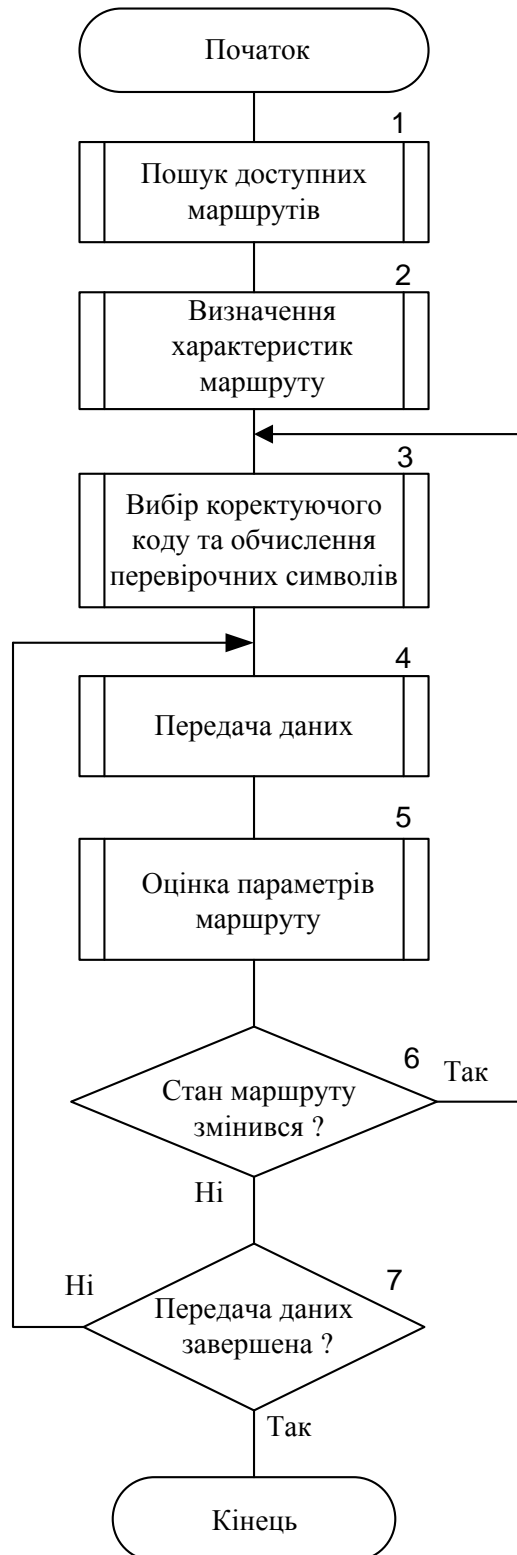 Початок
1
Пошук доступних
маршрутів
2
Визначення
характеристик
маршруту
3
Вибір коректуючого
коду та обчислення
перевірочних символів
4
Передача даних
5
Оцінка параметрів
маршруту
6
Так
Стан маршруту
змінився ?
Ні
7
Ні
Передача даних
завершена ?
Так
Кінець